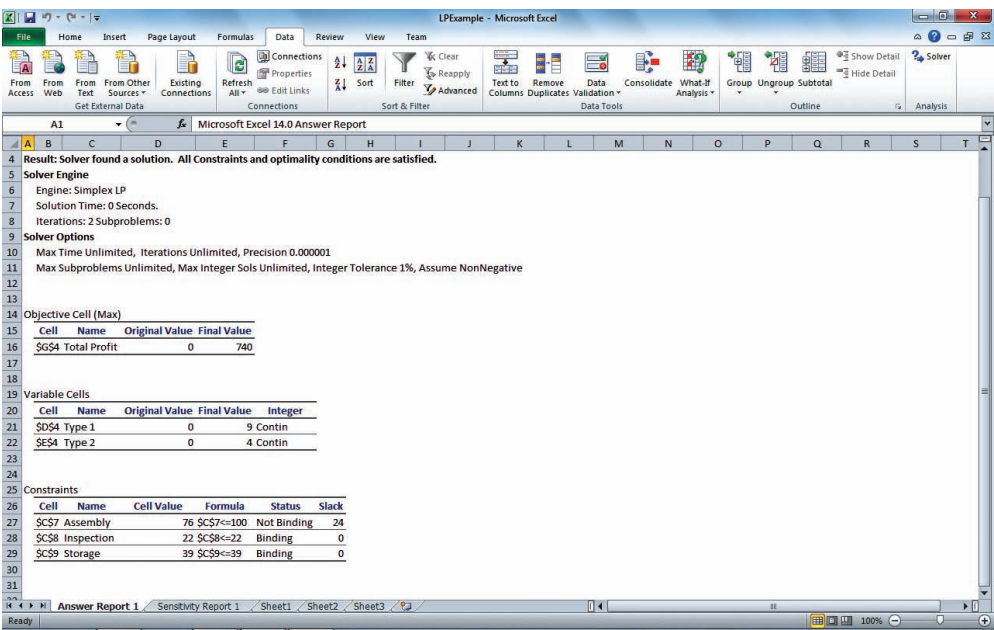 LPExample - Microsoft Excel
File Home Insert Page Layout Formulas Data Review View Team
From Access
From Web
From Text
From Other Sources
Existing Connections
Get External Data
Refresh All
Connections
Properties
Edit Links
Connections
Sort
Filter
Clear
Reapply
Advanced
Sort & Filter
Text to Columns
Remove Duplicates
Data Validation
Consolidate
What-If Analysis
Data Tools
Group
Ungroup
Subtotal
Show Detail
Hide Detail
Outline
Solver
Analysis
A1 fx Microsoft Excel 14.0 Answer Report
A B C D E F G H I J K L M N O P Q R S T
4 Result: Solver found a solution. All Constraints and optimality conditions are satisfied.
5 Solver Engine
6 Engine: Simplex LP
7 Solution Time: 0 Seconds.
8 Iterations: 2 Subproblems: 0
9 Solver Options
10 Max Time Unlimited, Iterations Unlimited, Precision 0.000001
11 Max Subproblems Unlimited, Max Integer Sols Unlimited, Integer Tolerance 1%, Assume NonNegative
12
13
14 Objective Cell (Max)
15 Cell Name Original Value Final Value
16 $G$4 Total Profit 0 740
17
18
19 Variable Cells
20 Cell Name Original Value Final Value Integer
21 $D$4 Type 1 0 9 Contin
22 $E$4 Type 2 0 4 Contin
23
24
25 Constraints
26 Cell Name Cell Value Formula Status Slack
27 $C$7 Assembly 76 $C$7<=100 Not Binding 24
28 $C$8 Inspection 22 $C$8<=22 Binding 0
29 $C$9 Storage 39 $C$9<=39 Binding 0
30
31
Answer Report 1 Sensitivity Report 1 Sheet1 Sheet2 Sheet3
Ready 100%